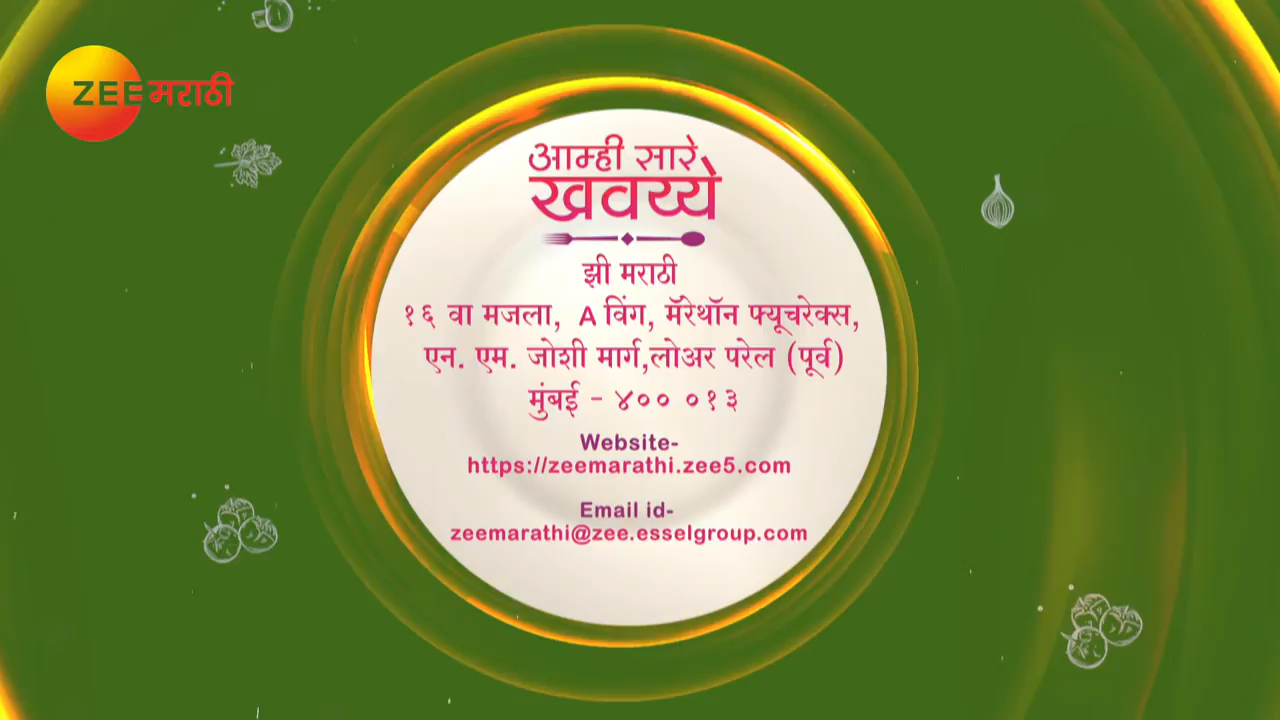 ZEE मराठी
आम्ही सारे
खवय्ये
झी मराठी
१६ वा मजला, A विंग, मॅरेथॉन फ्यूचरेक्स,
एन. एम. जोशी मार्ग,लोअर परेल (पूर्व)
मुंबई - ४०० ०१३
Website-
https://zeemarathi.zee5.com
Email id-
zeemarathi@zee.esselgroup.com